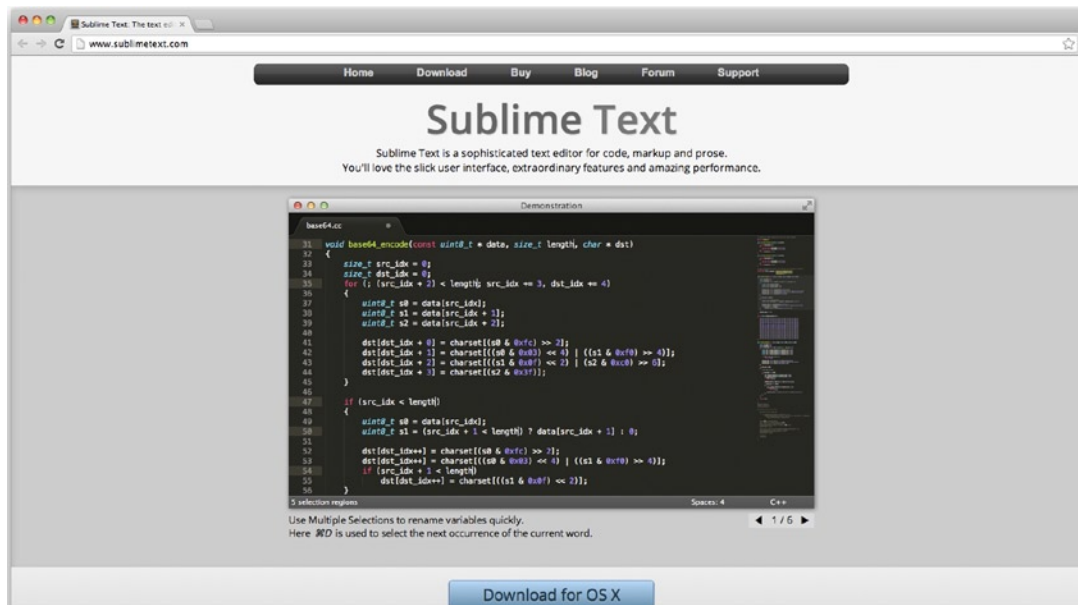 Sublime Text: The text edi
www.sublimetext.com
Home Download Buy Blog Forum Support
Sublime Text
Sublime Text is a sophisticated text editor for code, markup and prose.
You'll love the slick user interface, extraordinary features and amazing performance.
Demonstration
base64.cc
31 void base64_encode(const uint8_t * data, size_t length, char * dst)
32 {
33 size_t src_idx = 0;
34 size_t dst_idx = 0;
35 for (; (src_idx + 2) < length; src_idx += 3, dst_idx += 4)
36 {
37 uint8_t s0 = data[src_idx];
38 uint8_t s1 = data[src_idx + 1];
39 uint8_t s2 = data[src_idx + 2];
40
41 dst[dst_idx + 0] = charset[(s0 & 0xfc) >> 2];
42 dst[dst_idx + 1] = charset[((s0 & 0x03) << 4) | ((s1 & 0xf0) >> 4)];
43 dst[dst_idx + 2] = charset[((s1 & 0x0f) << 2) | (s2 & 0xc0) >> 6];
44 dst[dst_idx + 3] = charset[(s2 & 0x3f)];
45 }
46
47 if (src_idx < length)
48 {
49 uint8_t s0 = data[src_idx];
50 uint8_t s1 = (src_idx + 1 < length) ? data[src_idx + 1] : 0;
51
52 dst[dst_idx++] = charset[(s0 & 0xfc) >> 2];
53 dst[dst_idx++] = charset[((s0 & 0x03) << 4) | ((s1 & 0xf0) >> 4)];
54 if (src_idx + 1 < length)
55 dst[dst_idx++] = charset[((s1 & 0x0f) << 2)];
56 }
5 selection regions Spaces: 4 C++
Use Multiple Selections to rename variables quickly.
Here ⌘D is used to select the next occurrence of the current word.
◀ 1 / 6 ▶
Download for OS X